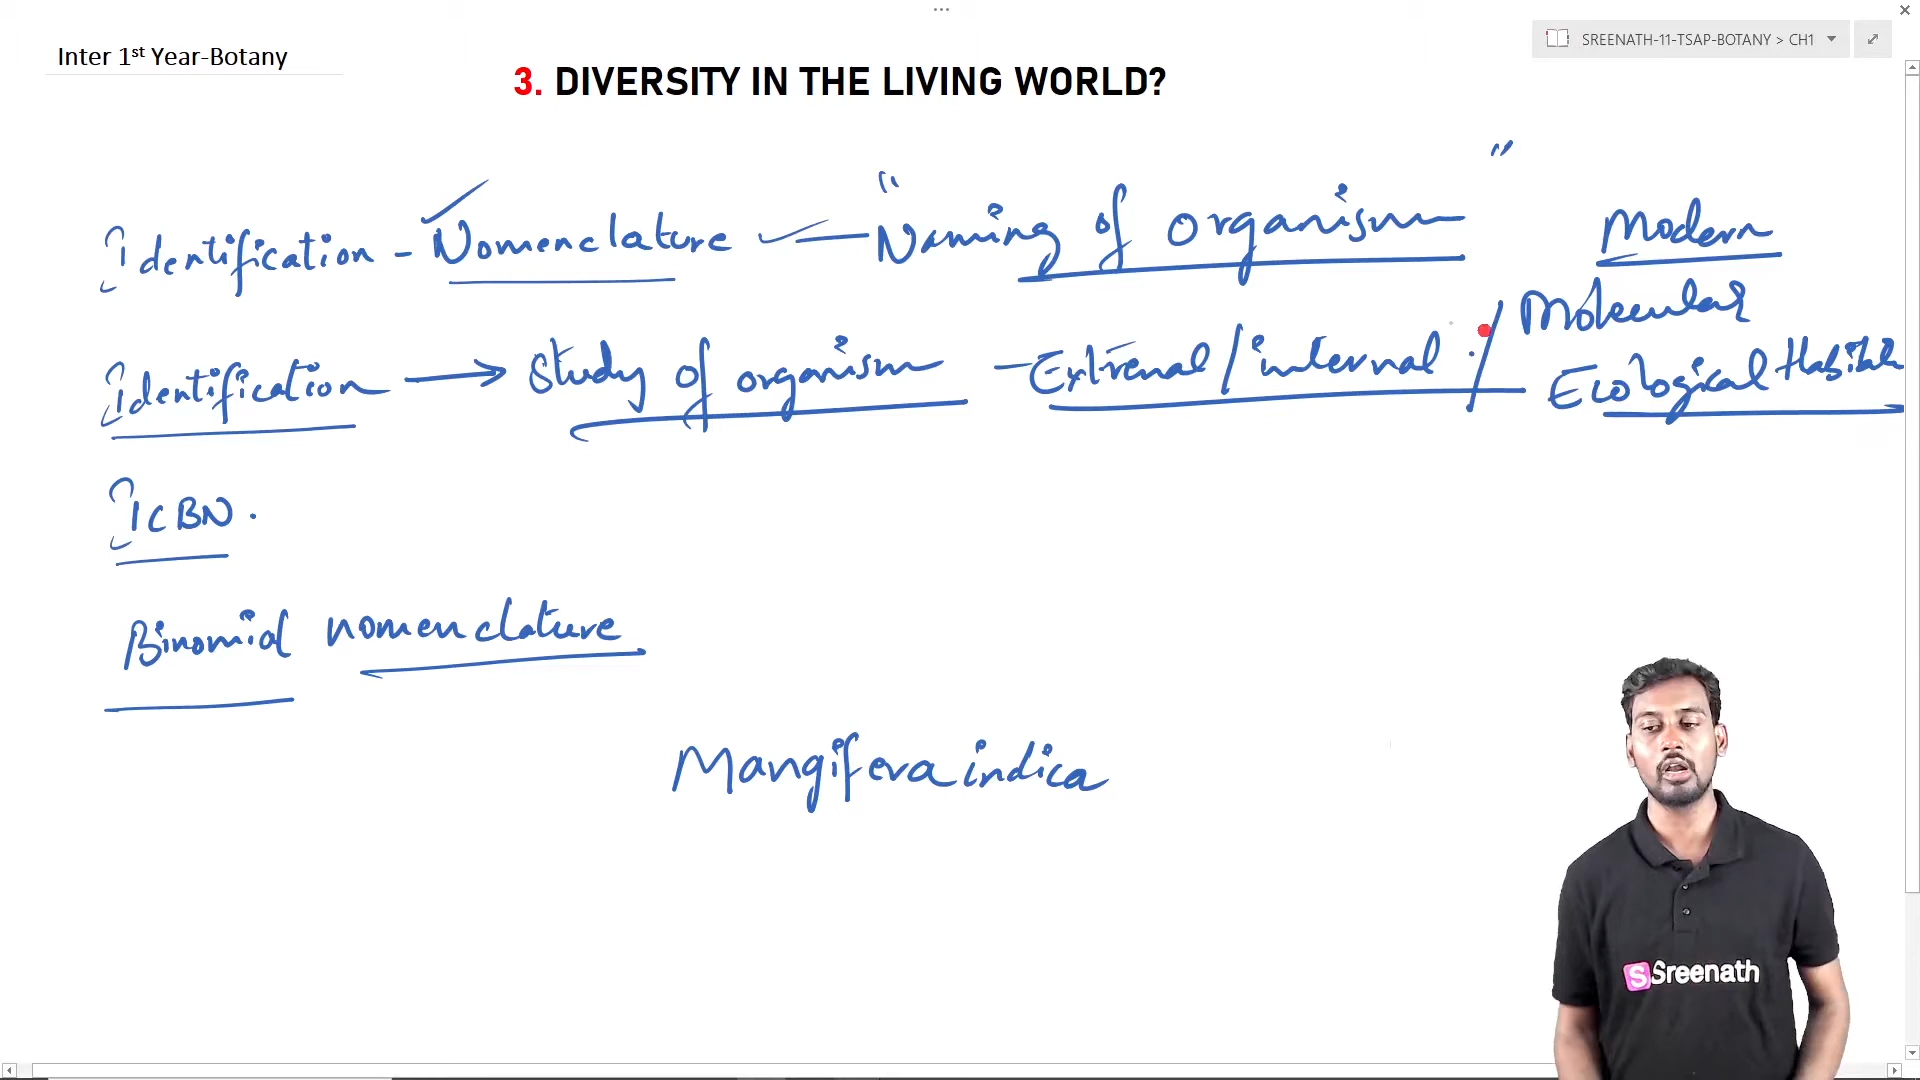 SREENATH-11-TSAP-BOTANY > CH1
Inter 1st Year-Botany
3. DIVERSITY IN THE LIVING WORLD?
Identification - Nomenclature - "Naming of organism"
Modern
Identification → Study of organism - Extrenal / internal / Molecular
Ecological Habitat
ICBN.
Binomial nomenclature
Mangifera indica
Sreenath